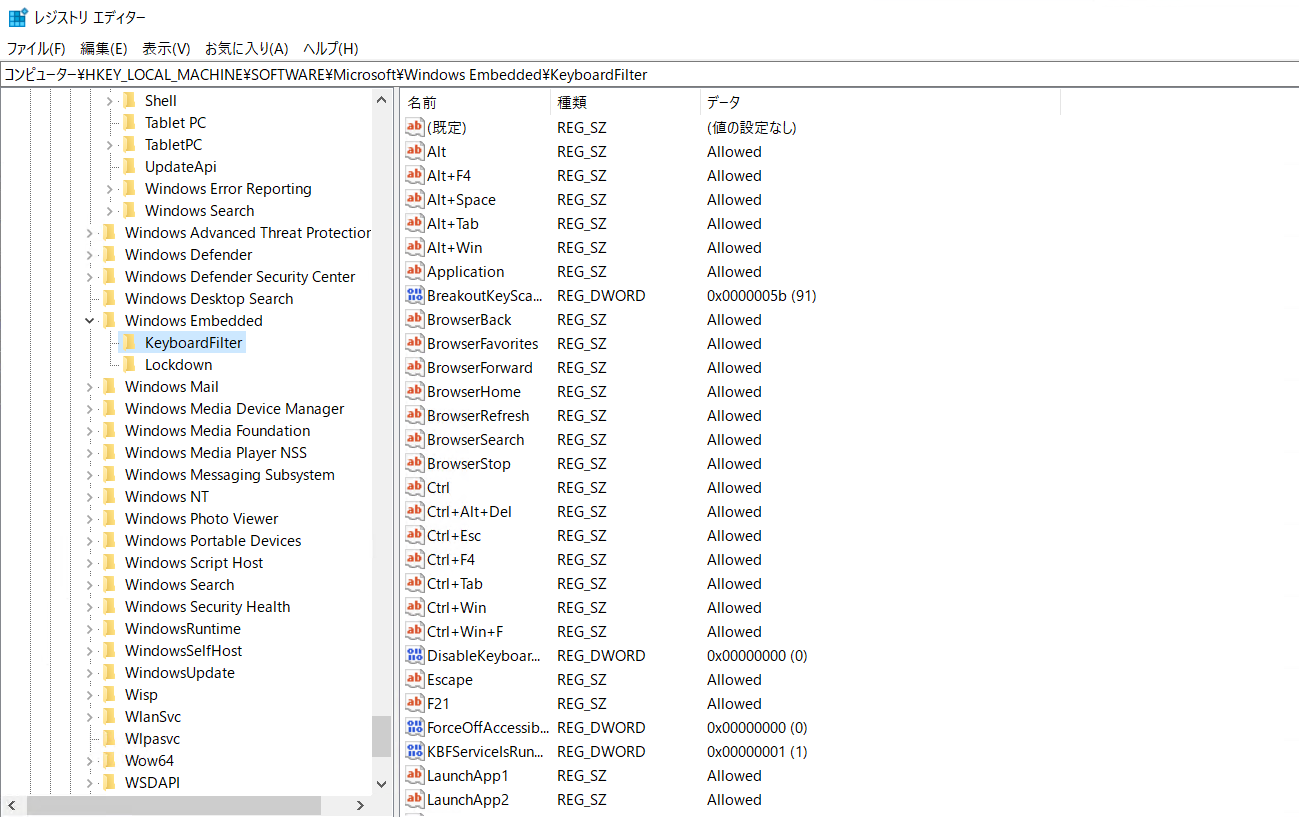 レジストリ エディター
ファイル(F) 編集(E) 表示(V) お気に入り(A) ヘルプ(H)
コンピューター¥HKEY_LOCAL_MACHINE¥SOFTWARE¥Microsoft¥Windows Embedded¥KeyboardFilter
Shell
Tablet PC
TabletPC
UpdateApi
Windows Error Reporting
Windows Search
Windows Advanced Threat Protection
Windows Defender
Windows Defender Security Center
Windows Desktop Search
Windows Embedded
KeyboardFilter
Lockdown
Windows Mail
Windows Media Device Manager
Windows Media Foundation
Windows Media Player NSS
Windows Messaging Subsystem
Windows NT
Windows Photo Viewer
Windows Portable Devices
Windows Script Host
Windows Search
Windows Security Health
WindowsRuntime
WindowsSelfHost
WindowsUpdate
Wisp
WlanSvc
Wlpasvc
Wow64
WSDAPI
名前 種類 データ
(既定) REG_SZ (値の設定なし)
Alt REG_SZ Allowed
Alt+F4 REG_SZ Allowed
Alt+Space REG_SZ Allowed
Alt+Tab REG_SZ Allowed
Alt+Win REG_SZ Allowed
Application REG_SZ Allowed
BreakoutKeySca... REG_DWORD 0x0000005b (91)
BrowserBack REG_SZ Allowed
BrowserFavorites REG_SZ Allowed
BrowserForward REG_SZ Allowed
BrowserHome REG_SZ Allowed
BrowserRefresh REG_SZ Allowed
BrowserSearch REG_SZ Allowed
BrowserStop REG_SZ Allowed
Ctrl REG_SZ Allowed
Ctrl+Alt+Del REG_SZ Allowed
Ctrl+Esc REG_SZ Allowed
Ctrl+F4 REG_SZ Allowed
Ctrl+Tab REG_SZ Allowed
Ctrl+Win REG_SZ Allowed
Ctrl+Win+F REG_SZ Allowed
DisableKeyboar... REG_DWORD 0x00000000 (0)
Escape REG_SZ Allowed
F21 REG_SZ Allowed
ForceOffAccessib... REG_DWORD 0x00000000 (0)
KBFServiceIsRun... REG_DWORD 0x00000001 (1)
LaunchApp1 REG_SZ Allowed
LaunchApp2 REG_SZ Allowed